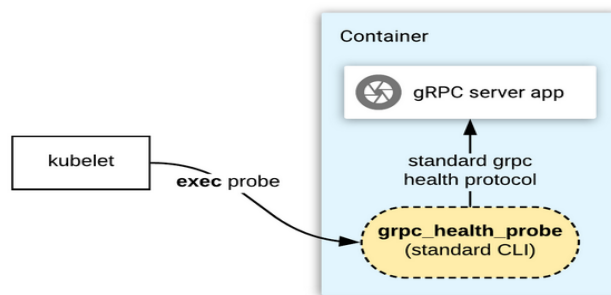 Container
gRPC server app
kubelet
exec probe
standard grpc
health protocol
grpc_health_probe
(standard CLI)